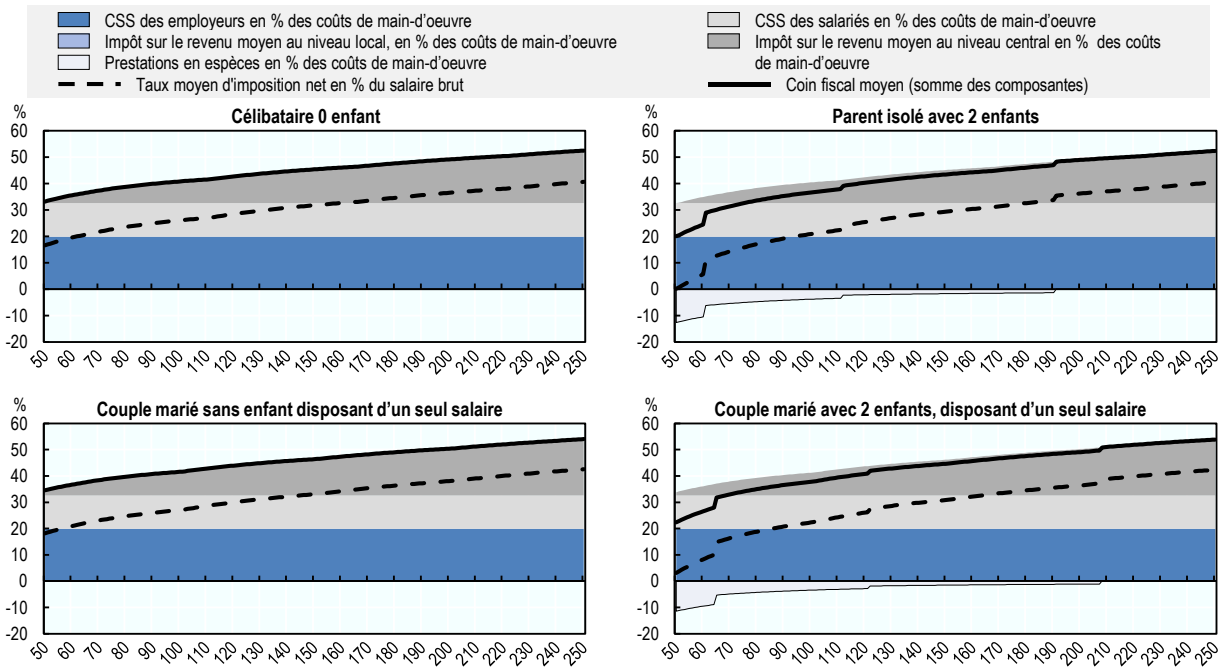 CSS des employeurs en % des coûts de main-d'oeuvre
CSS des salariés en % des coûts de main-d'oeuvre
Impôt sur le revenu moyen au niveau local, en % des coûts de main-d'oeuvre
Impôt sur le revenu moyen au niveau central en % des coûts
de main-d'oeuvre
Prestations en espèces en % des coûts de main-d'oeuvre
Taux moyen d'imposition net en % du salaire brut
Coin fiscal moyen (somme des composantes)
%
Célibataire 0 enfant
60
50
40
30
20
10
0
-10
-20
50 60 70 80 90 100 110 120 130 140 150 160 170 180 190 200 210 220 230 240 250
%
Parent isolé avec 2 enfants
60
50
40
30
20
10
0
-10
-20
50 60 70 80 90 100 110 120 130 140 150 160 170 180 190 200 210 220 230 240 250
%
Couple marié sans enfant disposant d’un seul salaire
60
50
40
30
20
10
0
-10
-20
50 60 70 80 90 100 110 120 130 140 150 160 170 180 190 200 210 220 230 240 250
%
Couple marié avec 2 enfants, disposant d’un seul salaire
60
50
40
30
20
10
0
-10
-20
50 60 70 80 90 100 110 120 130 140 150 160 170 180 190 200 210 220 230 240 250